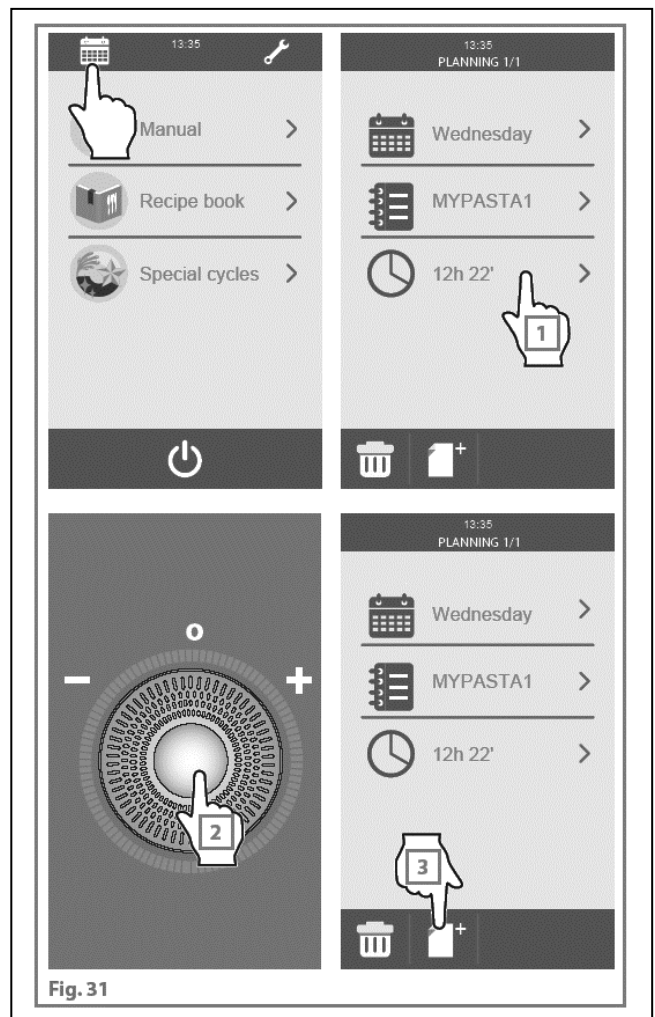 13:35
Manual
Recipe book
Special cycles
13:35
PLANNING 1/1
Wednesday
MYPASTA1
12h 22'
1
+
o
− +
2
13:35
PLANNING 1/1
Wednesday
MYPASTA1
12h 22'
3
+
Fig. 31